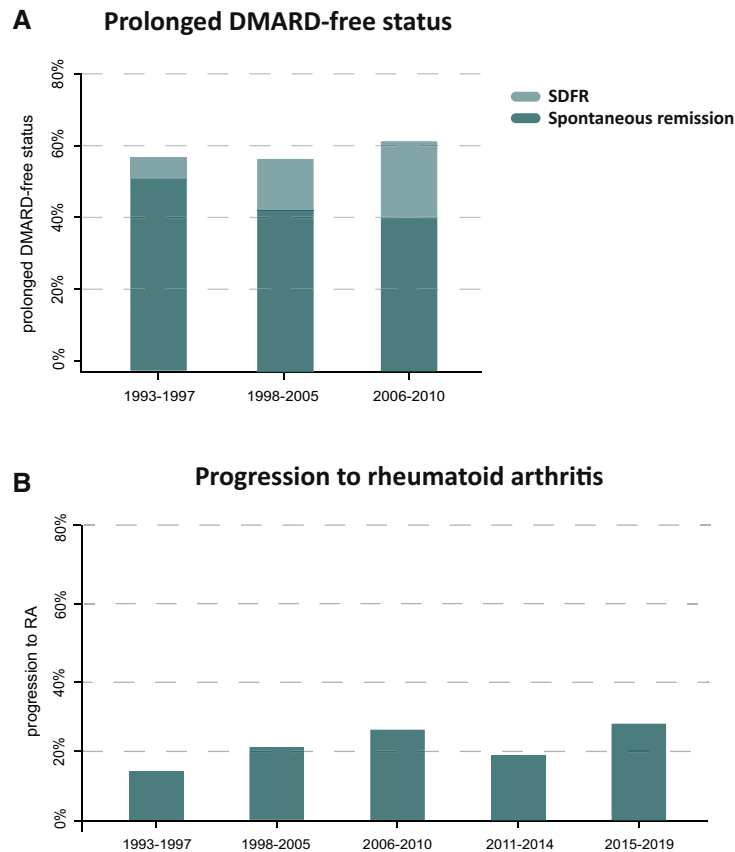 A
Prolonged DMARD-free status
prolonged DMARD-free status
80%
60%
40%
20%
0%
1993-1997
1998-2005
2006-2010
SDFR
Spontaneous remission
B
Progression to rheumatoid arthritis
progression to RA
80%
60%
40%
20%
0%
1993-1997
1998-2005
2006-2010
2011-2014
2015-2019